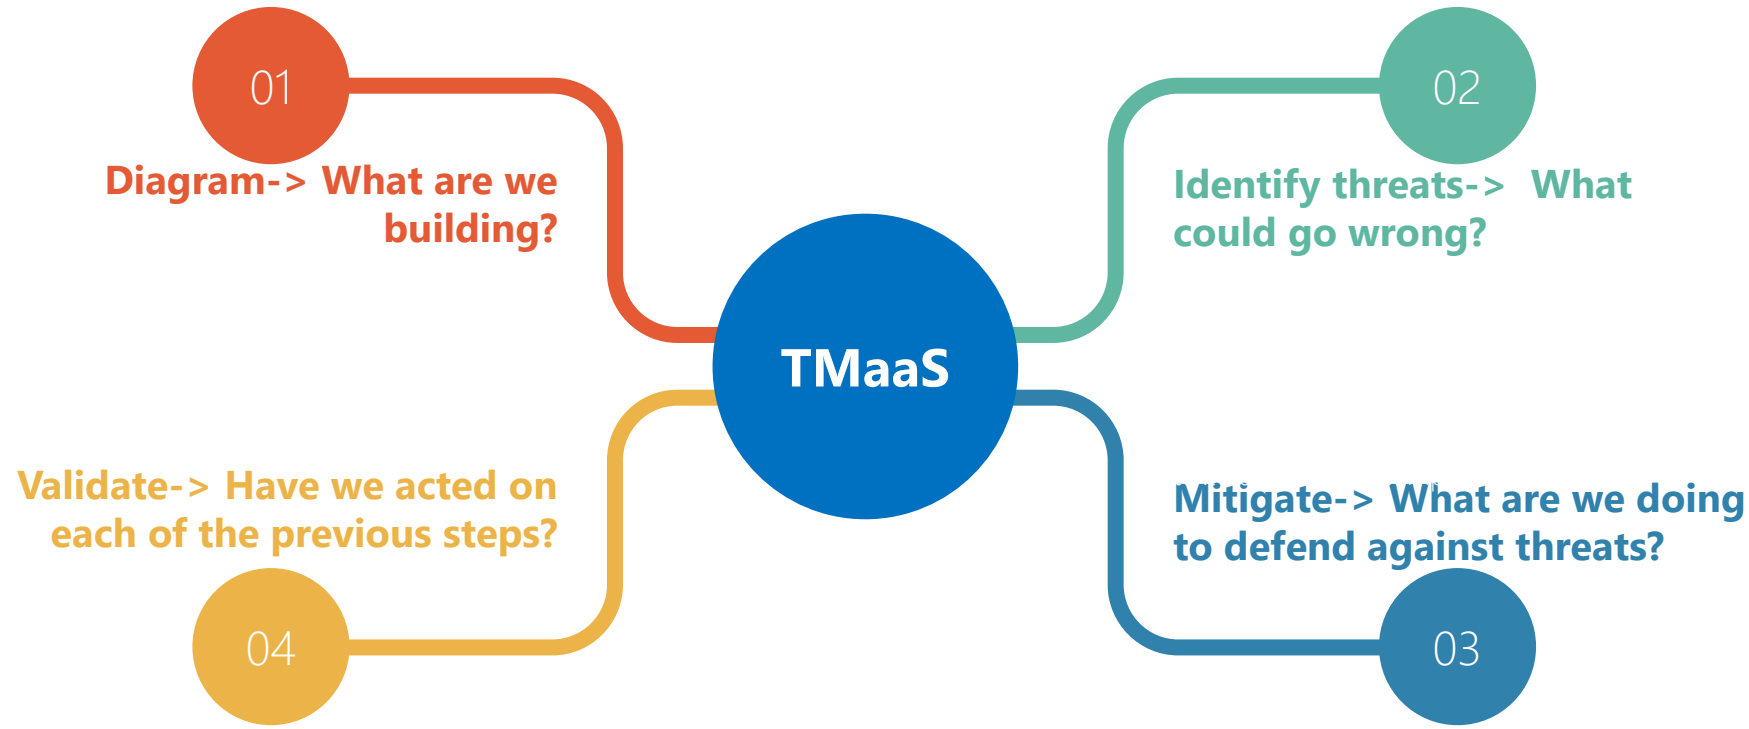 01
Diagram-> What are we
building?
02
Identify threats->  What
could go wrong?
TMaaS
Validate-> Have we acted on
each of the previous steps?
04
Mitigate-> What are we doing
to defend against threats?
03